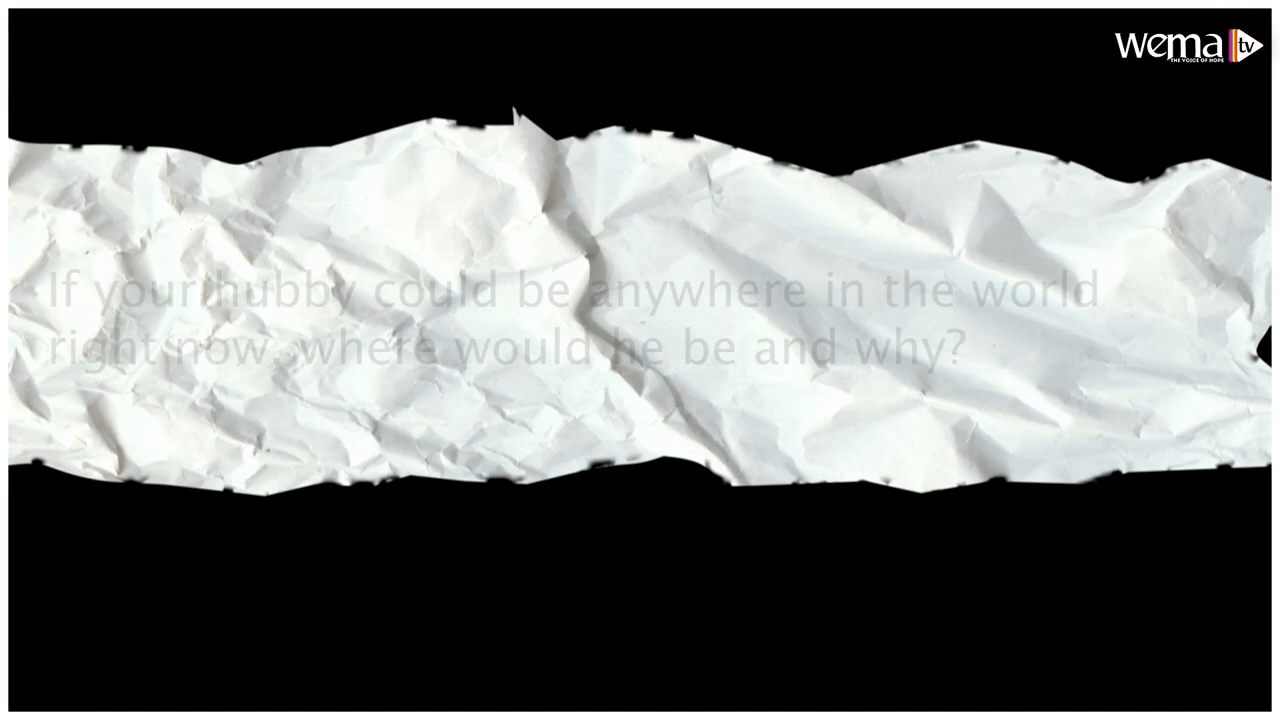 wema tv
THE VOICE OF HOPE
If your hubby could be anywhere in the world
right now, where would he be and why?